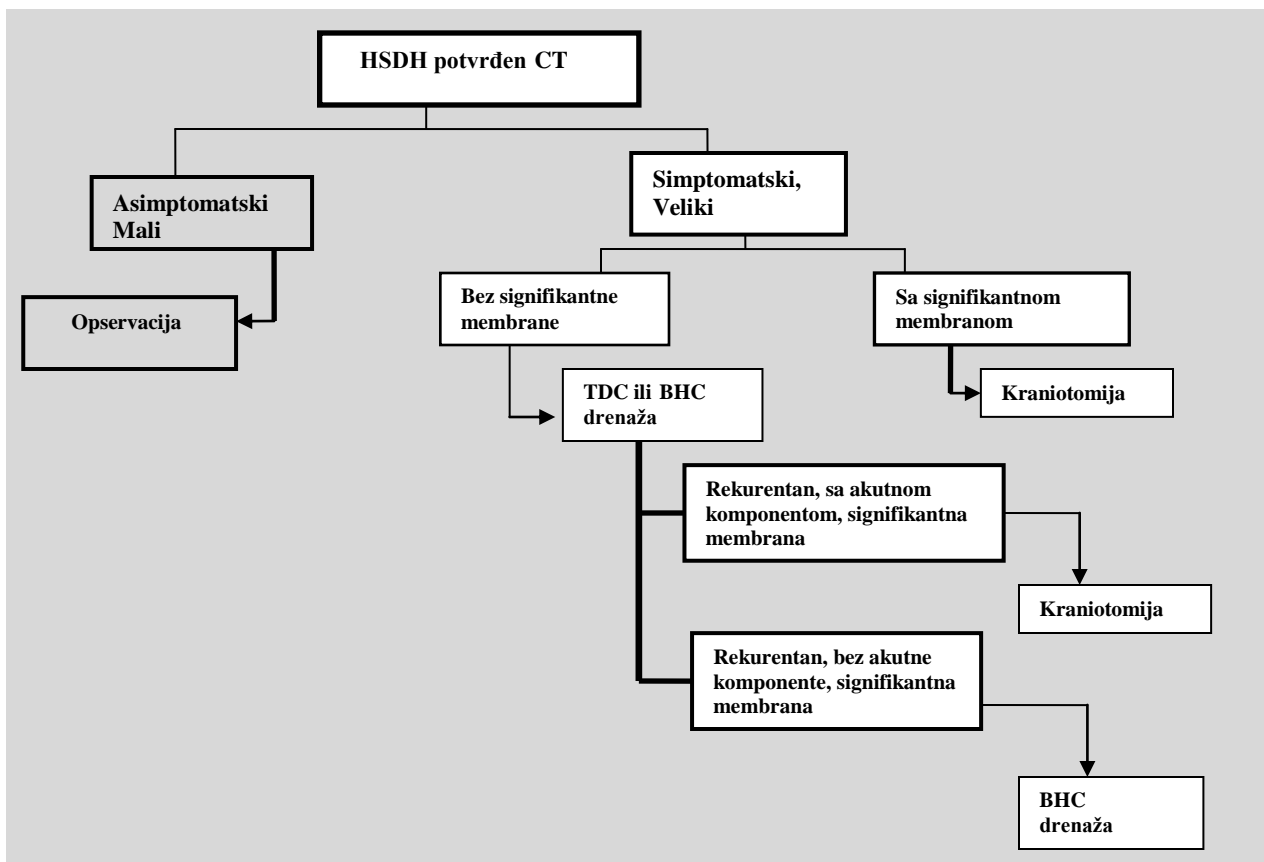 HSDH potvrđen CT
Asimptomatski
Mali
Simptomatski,
Veliki
Opservacija
Bez signifikantne
membrane
Sa signifikantnom
membranom
TDC ili BHC
drenaža
Kraniotomija
Rekurentan, sa akutnom
komponentom, signifikantna
membrana
Kraniotomija
Rekurentan, bez akutne
komponente, signifikantna
membrana
BHC
drenaža